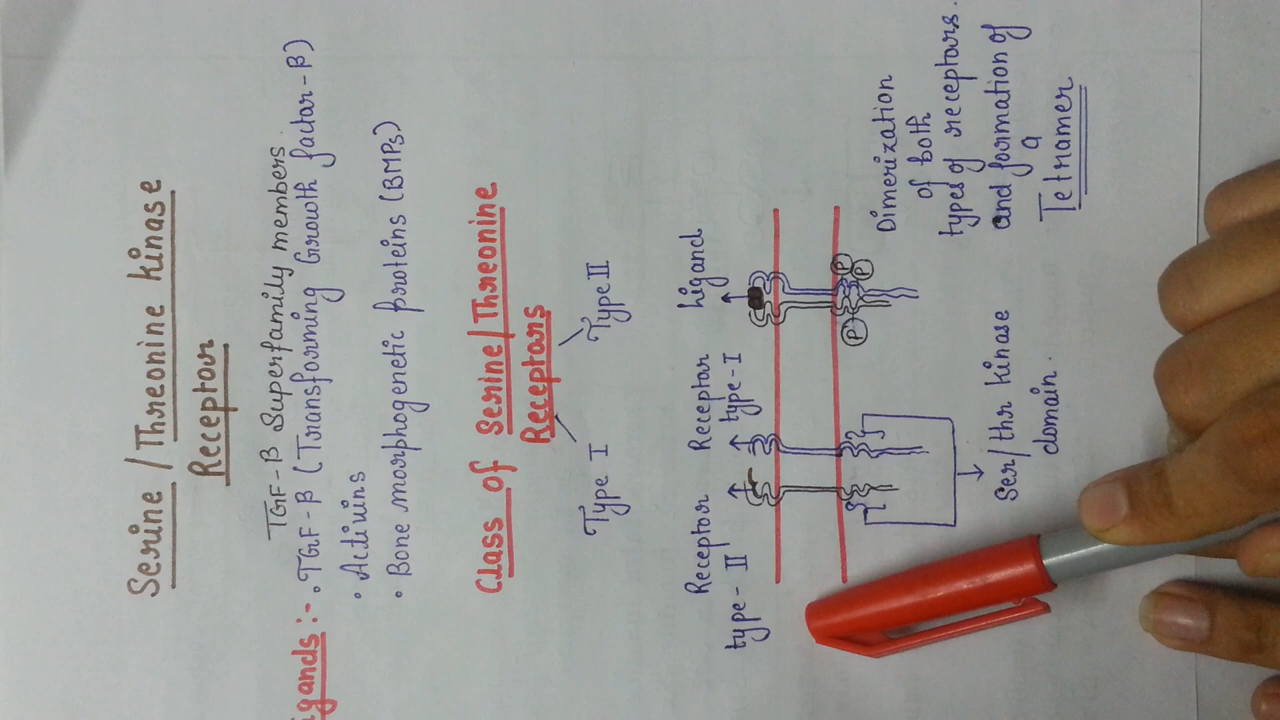 Serine/Threonine kinase
Receptor
TGF-B Superfamily members.
igands:- • TGF-B (Transforming Growth factor-B)
• Activins
• Bone morphogenetic proteins (BMPs)
Class of Serine/Threonine
Receptors
Type I
Type II
Receptor
type-II
Receptor
type-I
Ligand
P
P
P
Ser/thr kinase
domain.
Dimerization
of both
types of receptors.
and formation of
a
Tetramer